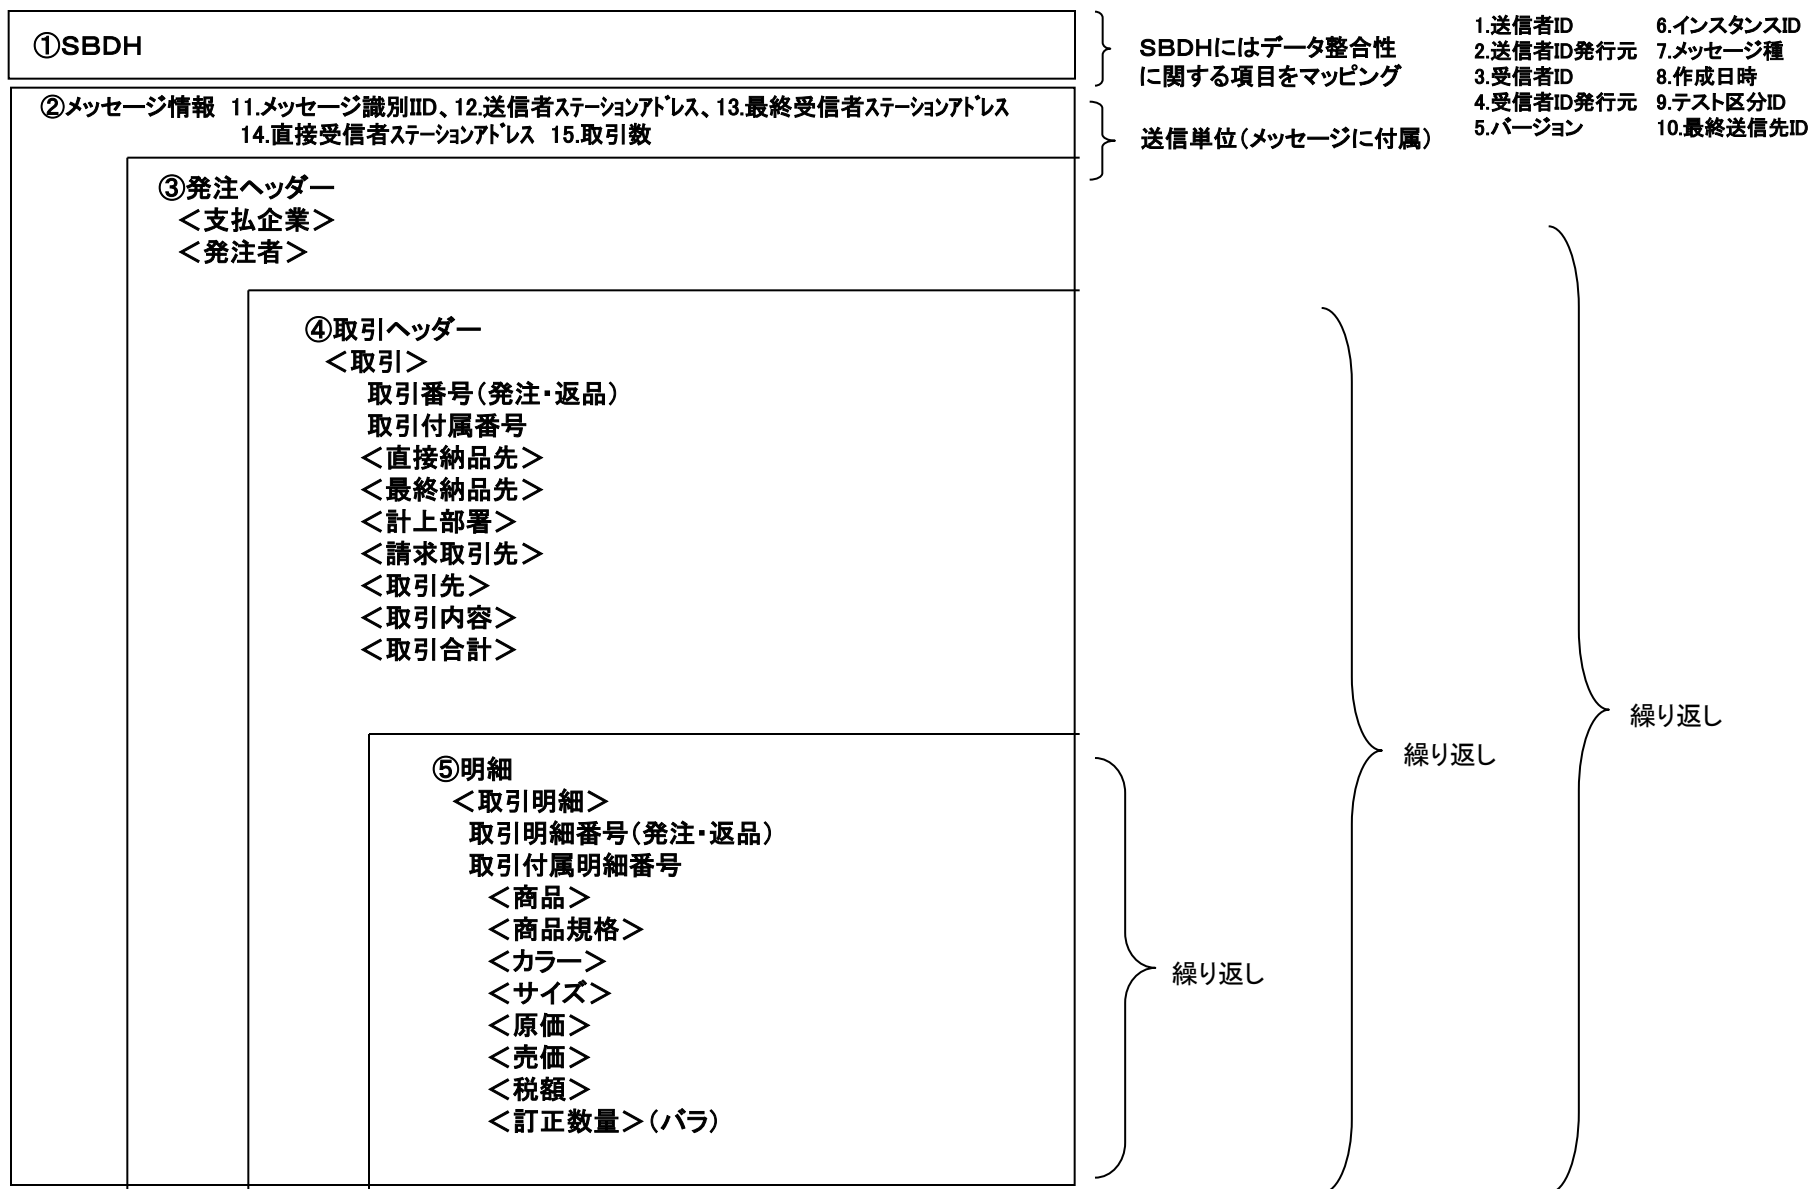 ①SBDH
SBDHにはデータ整合性
に関する項目をマッピング
1.送信者ID
2.送信者ID発行元
3.受信者ID
4.受信者ID発行元
5.バージョン
6.インスタンスID
7.メッセージ種
8.作成日時
9.テスト区分ID
10.最終送信先ID
②メッセージ情報 11.メッセージ識別IID、12.送信者ステーションアドレス、13.最終受信者ステーションアドレス
14.直接受信者ステーションアドレス 15.取引数
送信単位(メッセージに付属)
③発注ヘッダー
<支払企業>
<発注者>
④取引ヘッダー
<取引>
取引番号(発注・返品)
取引付属番号
<直接納品先>
<最終納品先>
<計上部署>
<請求取引先>
<取引先>
<取引内容>
<取引合計>
繰り返し
繰り返し
⑤明細
<取引明細>
取引明細番号(発注・返品)
取引付属明細番号
<商品>
<商品規格>
<カラー>
<サイズ>
<原価>
<売価>
<税額>
<訂正数量>(バラ)
繰り返し